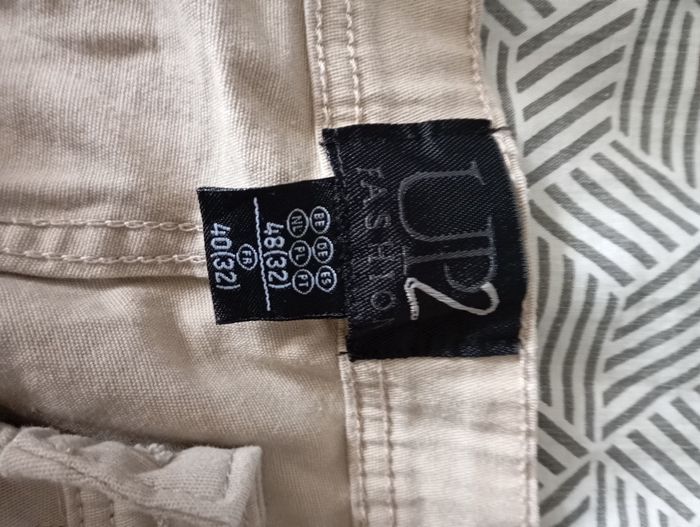 UP2
FASHION
BE DE ES
NL PL PT
48(32)
FR
40(32)